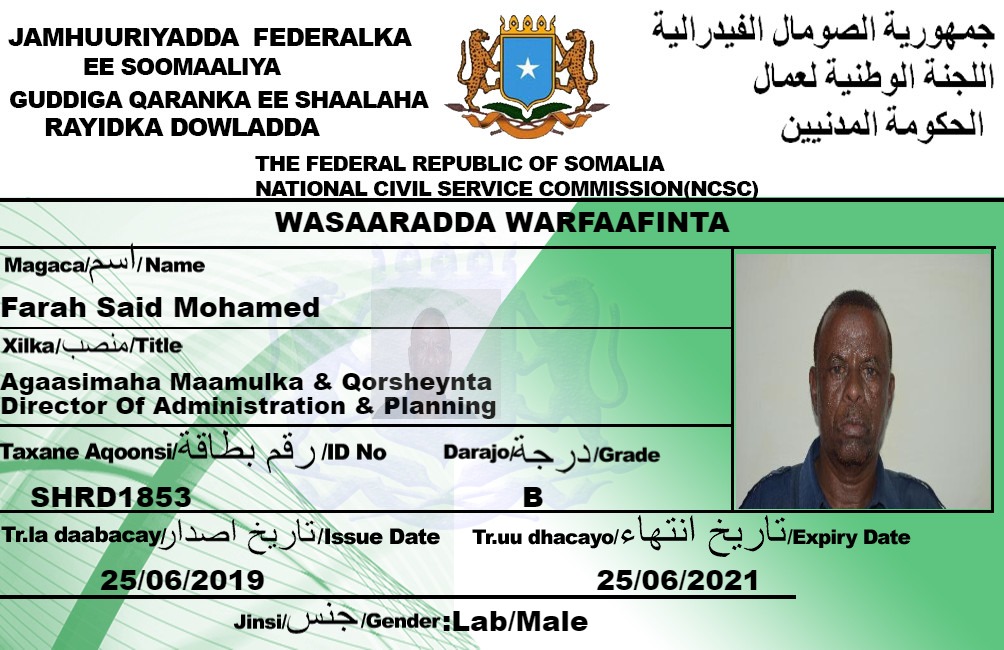 JAMHUURIYADDA FEDERALKA
EE SOOMAALIYA
GUDDIGA QARANKA EE SHAALAHA
RAYIDKA DOWLADDA
جمهورية الصومال الفيدرالية
اللجنة الوطنية لعمال
الحكومة المدنيين
THE FEDERAL REPUBLIC OF SOMALIA
NATIONAL CIVIL SERVICE COMMISSION(NCSC)
WASAARADDA WARFAAFINTA
Magaca/اسم/Name
Farah Said Mohamed
Xilka/منصب/Title
Agaasimaha Maamulka & Qorsheynta
Director Of Administration & Planning
Taxane Aqoonsi/رقم بطاقة/ID No
Darajo/درجة/Grade
SHRD1853
B
Tr.la daabacay/تاريخ اصدار/Issue Date
Tr.uu dhacayo/تاريخ انتهاء/Expiry Date
25/06/2019
25/06/2021
Jinsi/جنس/Gender:Lab/Male